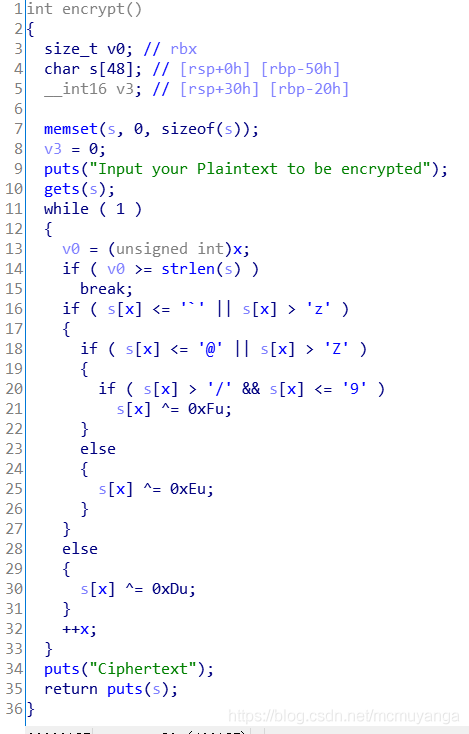 1 int encrypt()
2 {
3 size_t v0; // rbx
4 char s[48]; // [rsp+0h] [rbp-50h]
5 __int16 v3; // [rsp+30h] [rbp-20h]
6
7 memset(s, 0, sizeof(s));
8 v3 = 0;
9 puts("Input your Plaintext to be encrypted");
10 gets(s);
11 while ( 1 )
12 {
13 v0 = (unsigned int)x;
14 if ( v0 >= strlen(s) )
15 break;
16 if ( s[x] <= '`' || s[x] > 'z' )
17 {
18 if ( s[x] <= '@' || s[x] > 'Z' )
19 {
20 if ( s[x] > '/' && s[x] <= '9' )
21 s[x] ^= 0xFu;
22 }
23 else
24 {
25 s[x] ^= 0xEu;
26 }
27 }
28 else
29 {
30 s[x] ^= 0xDu;
31 }
32 ++x;
33 }
34 puts("Ciphertext");
35 return puts(s);
36 }
https://blog.csdn.net/mcmuyanga